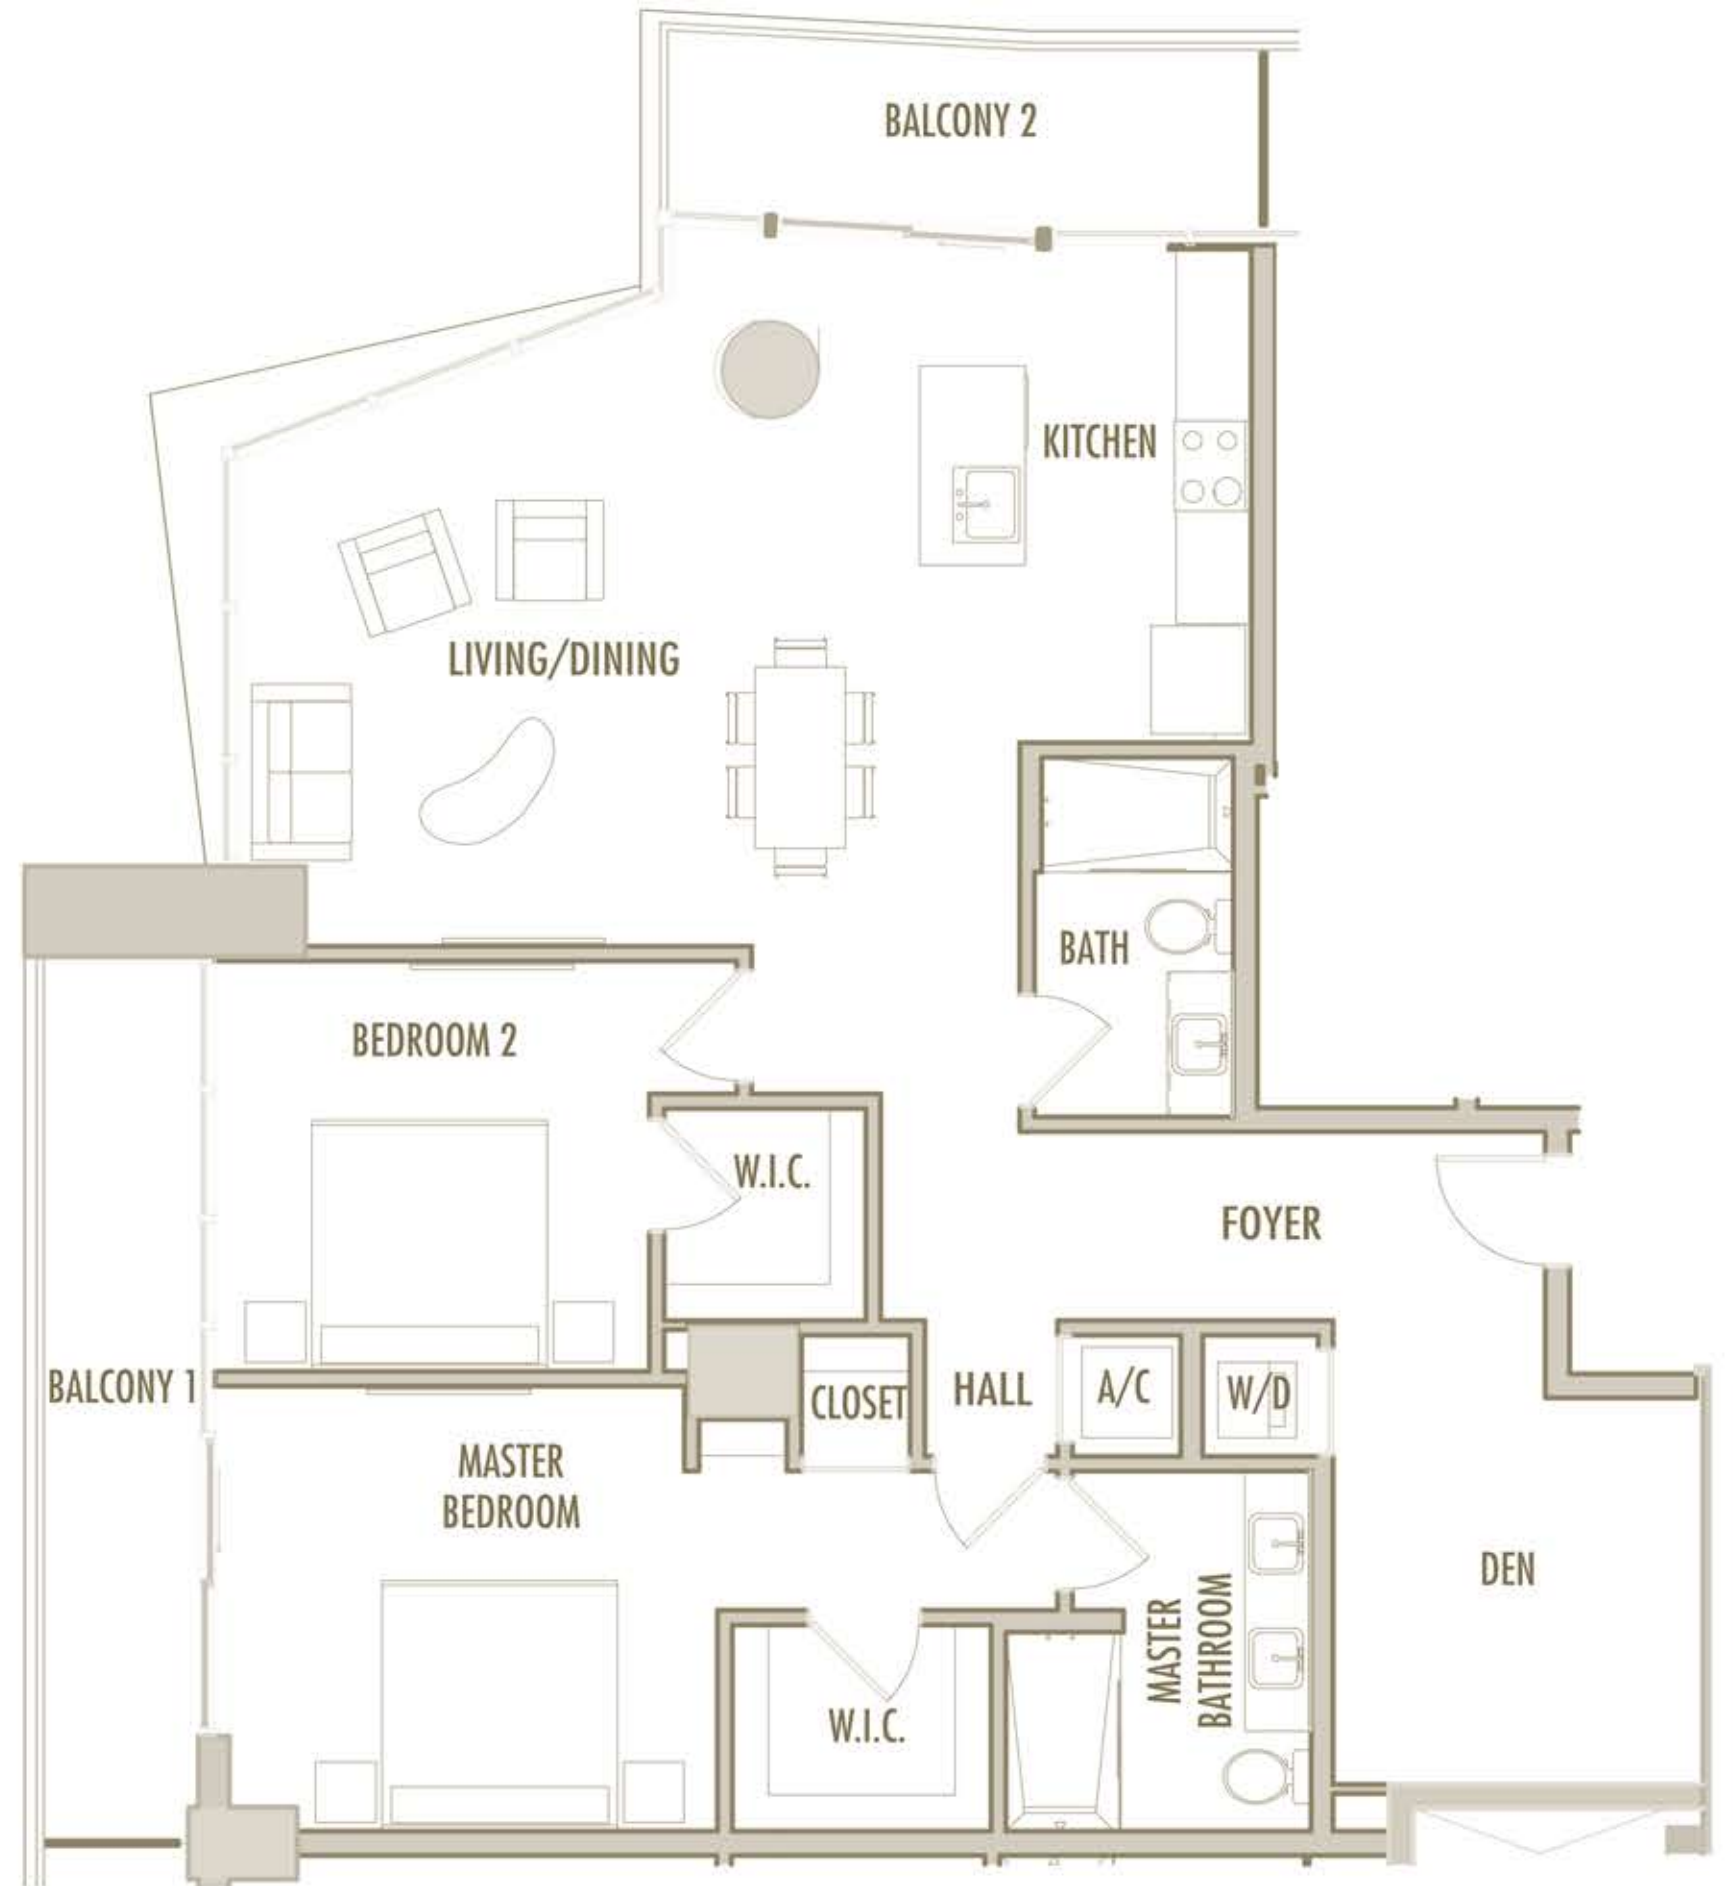 BALCONY 2
KITCHEN
LIVING/DINING
BATH
BEDROOM 2
W.I.C.
FOYER
BALCONY 1
CLOSET
HALL
A/C
W/D
MASTER
BEDROOM
DEN
MASTER
BATHROOM
W.I.C.